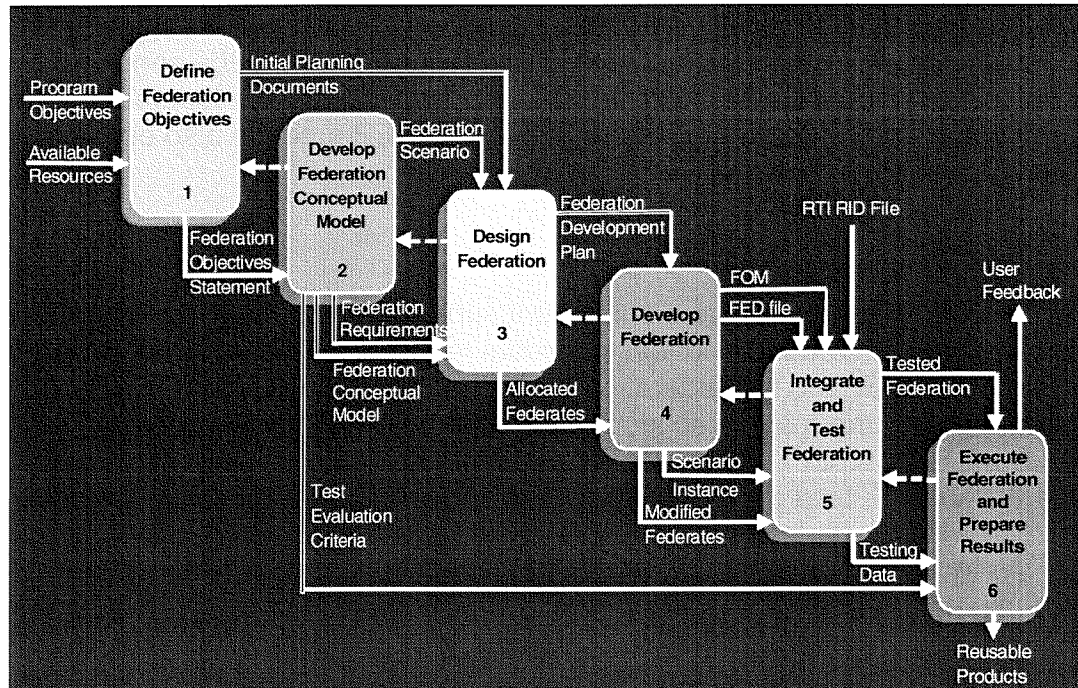 Program
Objectives
Available
Resources
Define
Federation
Objectives
1
Initial Planning
Documents
Federation
Objectives
Statement
Develop
Federation
Conceptual
Model
2
Federation
Scenario
Federation
Requirements
Federation
Conceptual
Model
Test
Evaluation
Criteria
Design
Federation
3
Federation
Development
Plan
Allocated
Federates
Develop
Federation
4
FOM
FED file
RTI RID File
Scenario
Instance
Modified
Federates
Integrate
and
Test
Federation
5
Tested
Federation
Testing
Data
User
Feedback
Execute
Federation
and
Prepare
Results
6
Reusable
Products